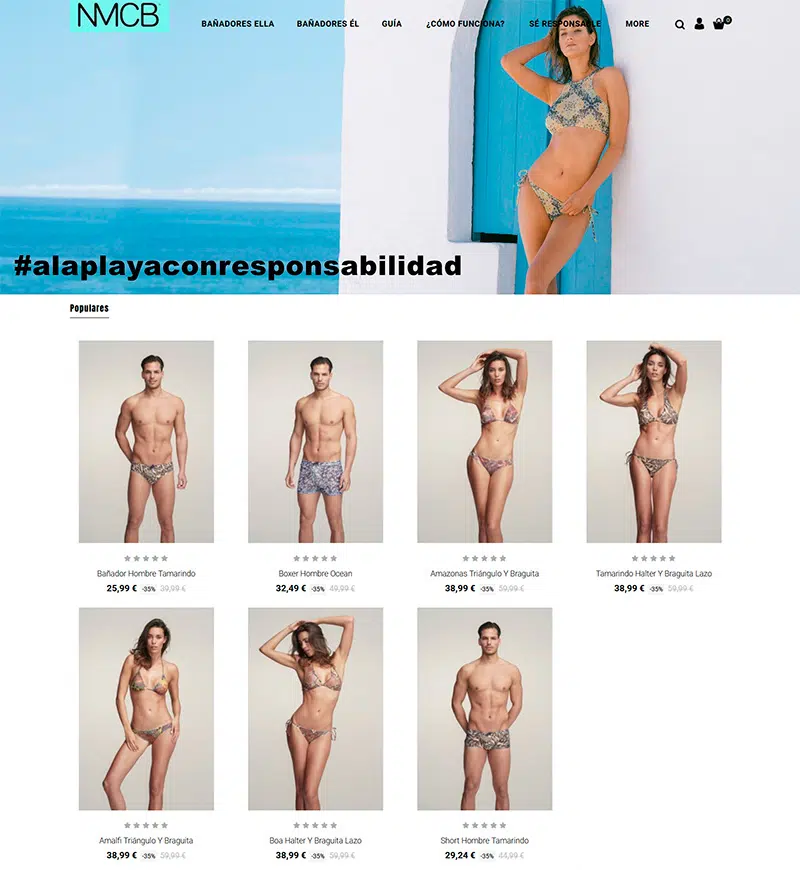 NMCB
BAÑADORES ELLA BAÑADORES ÉL GUÍA ¿CÓMO FUNCIONA? SÉ RESPONSABLE MORE 0
#alaplayaconresponsabilidad
Populares
Bañador Hombre Tamarindo
25,99 € -35% 39,99 €
Boxer Hombre Ocean
32,49 € -35% 49,99 €
Amazonas Triángulo Y Braguita
38,99 € -35% 59,99 €
Tamarindo Halter Y Braguita Lazo
38,99 € -35% 59,99 €
Amalfi Triángulo Y Braguita
38,99 € -35% 59,99 €
Boa Halter Y Braguita Lazo
38,99 € -35% 59,99 €
Short Hombre Tamarindo
29,24 € -35% 44,99 €